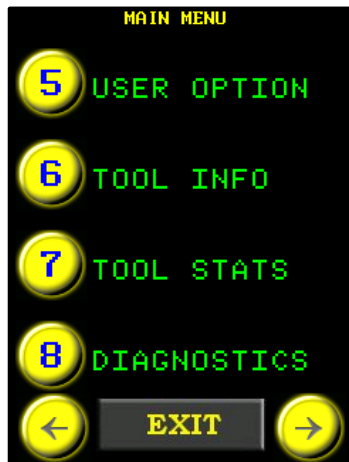 MAIN MENU
5 USER OPTION
6 TOOL INFO
7 TOOL STATS
8 DIAGNOSTICS
← EXIT →